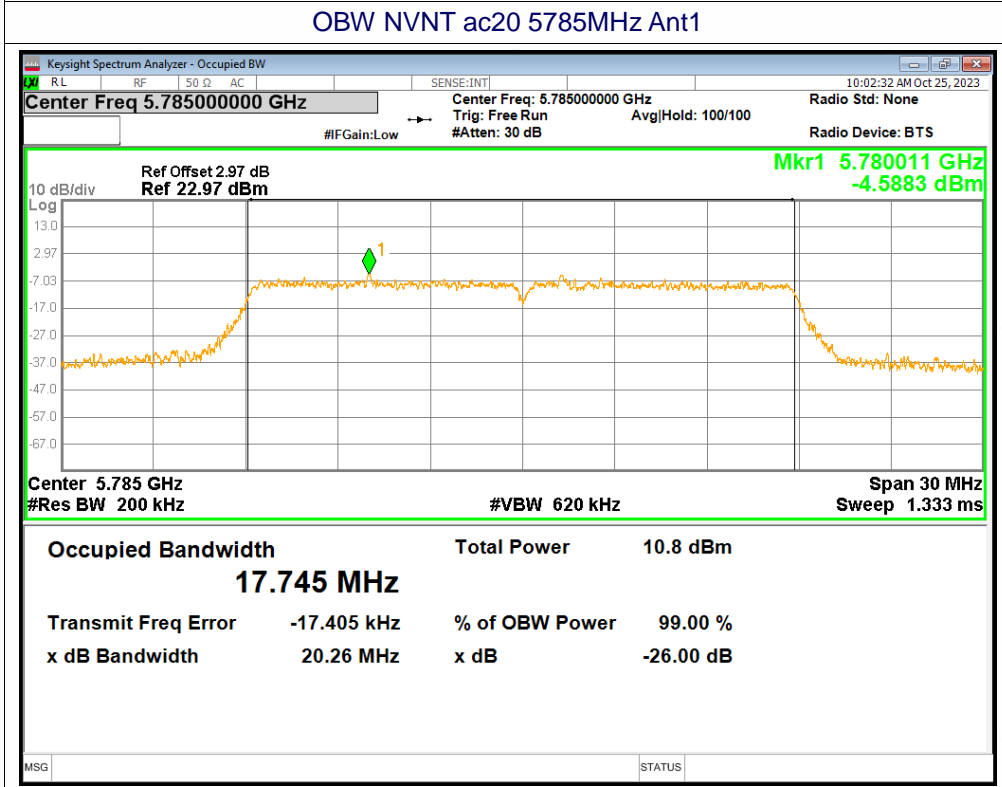 OBW NVNT ac20 5785MHz Ant1
Keysight Spectrum Analyzer - Occupied BW
LXI RL RF 50 Ω AC SENSE:INT 10:02:32 AM Oct 25, 2023
Center Freq 5.785000000 GHz Center Freq: 5.785000000 GHz Radio Std: None
Trig: Free Run Avg|Hold: 100/100
#IFGain:Low #Atten: 30 dB Radio Device: BTS
Mkr1 5.780011 GHz
Ref Offset 2.97 dB
10 dB/div Ref 22.97 dBm -4.5883 dBm
Log
13.0
2.97
1
-7.03
-17.0
-27.0
-37.0
-47.0
-57.0
-67.0
Center 5.785 GHz Span 30 MHz
#Res BW 200 kHz #VBW 620 kHz Sweep 1.333 ms
Occupied Bandwidth Total Power 10.8 dBm
17.745 MHz
Transmit Freq Error -17.405 kHz % of OBW Power 99.00 %
x dB Bandwidth 20.26 MHz x dB -26.00 dB
MSG STATUS